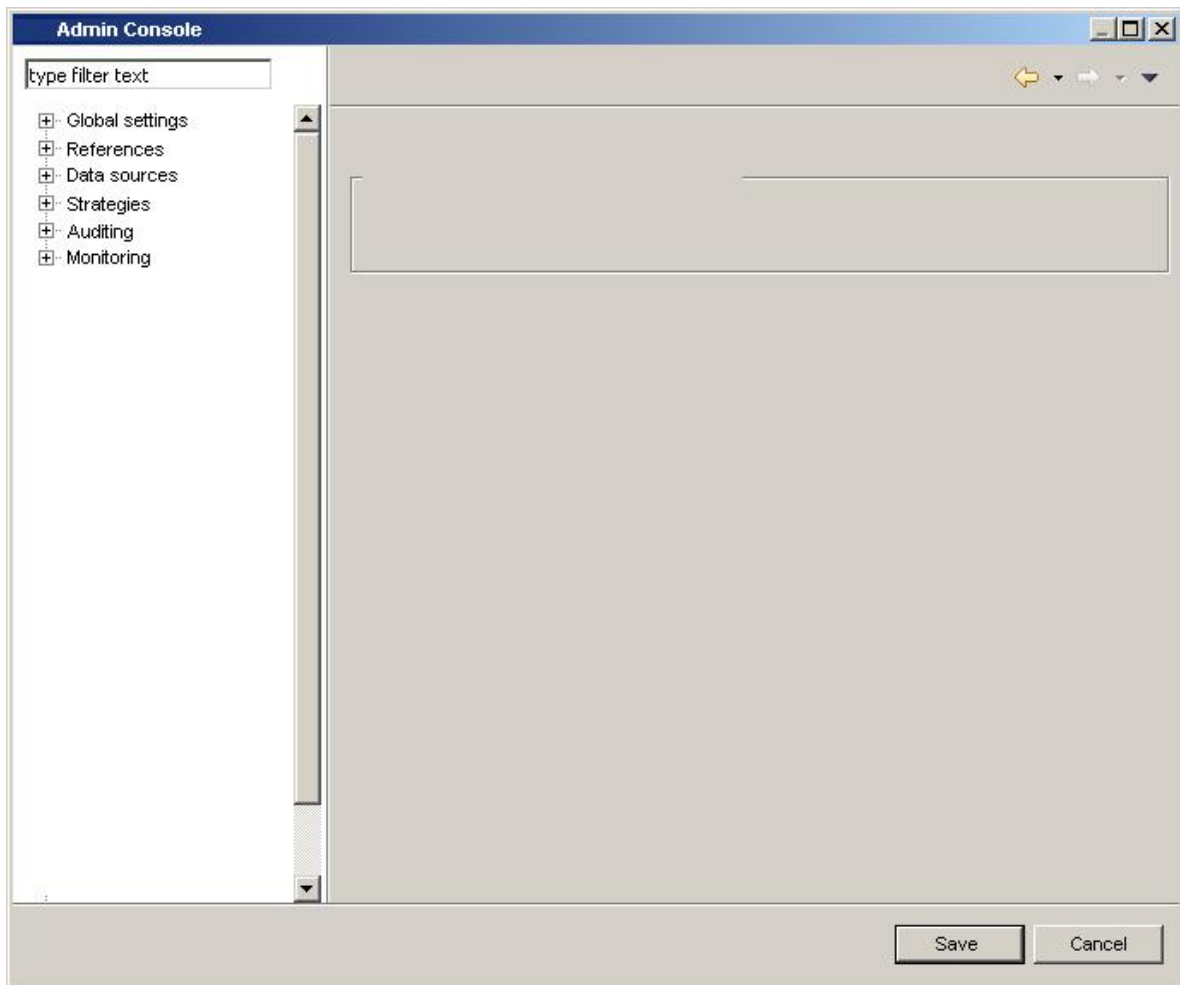 Admin Console
type filter text
Global settings
References
Data sources
Strategies
Auditing
Monitoring
Save
Cancel